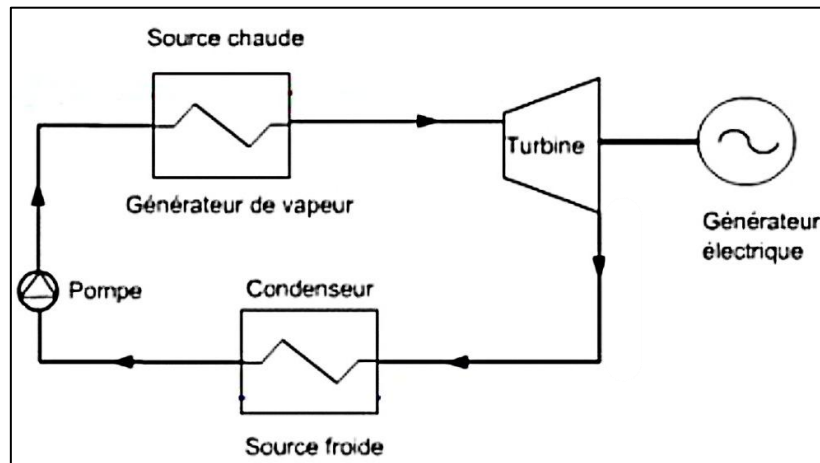 Source chaude
Turbine
Générateur de vapeur
Générateur
électrique
Pompe
Condenseur
Source froide